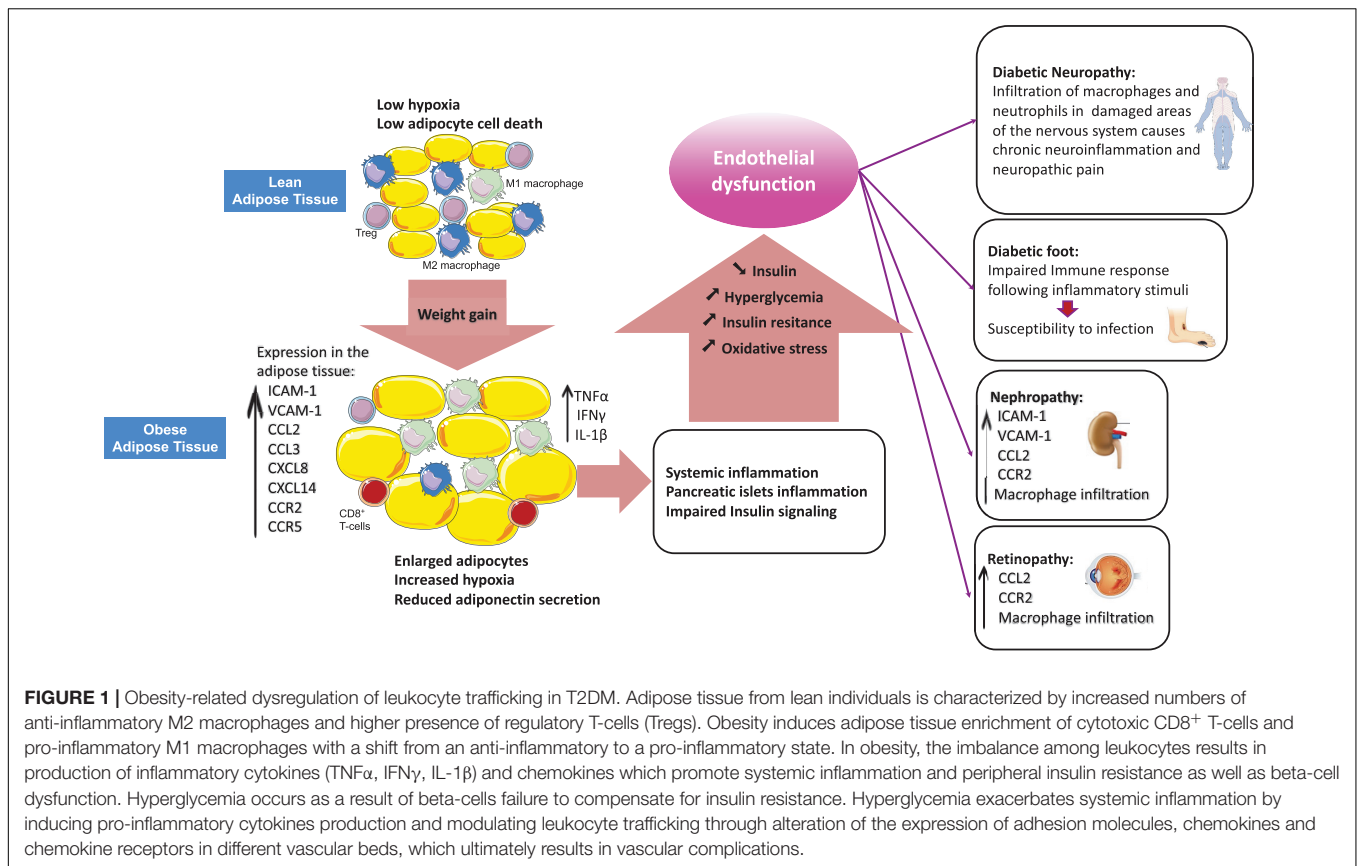 Low hypoxia
Low adipocyte cell death
Lean
Adipose Tissue
M1 macrophage
Treg
M2 macrophage
Weight gain
Expression in the
adipose tissue:
ICAM-1
VCAM-1
CCL2
CCL3
CXCL8
CXCL14
CCR2
CCR5
Obese
Adipose Tissue
TNFα
IFNγ
IL-1β
CD8⁺
T-cells
Enlarged adipocytes
Increased hypoxia
Reduced adiponectin secretion
Systemic inflammation
Pancreatic islets inflammation
Impaired Insulin signaling
➘ Insulin
➚ Hyperglycemia
➚ Insulin resitance
➚ Oxidative stress
Endothelial
dysfunction
Diabetic Neuropathy:
Infiltration of macrophages and
neutrophils in damaged areas
of the nervous system causes
chronic neuroinflammation and
neuropathic pain
Diabetic foot:
Impaired Immune response
following inflammatory stimuli
Susceptibility to infection
Nephropathy:
ICAM-1
VCAM-1
CCL2
CCR2
Macrophage infiltration
Retinopathy:
CCL2
CCR2
Macrophage infiltration
FIGURE 1 | Obesity-related dysregulation of leukocyte trafficking in T2DM. Adipose tissue from lean individuals is characterized by increased numbers of
anti-inflammatory M2 macrophages and higher presence of regulatory T-cells (Tregs). Obesity induces adipose tissue enrichment of cytotoxic CD8⁺ T-cells and
pro-inflammatory M1 macrophages with a shift from an anti-inflammatory to a pro-inflammatory state. In obesity, the imbalance among leukocytes results in
production of inflammatory cytokines (TNFα, IFNγ, IL-1β) and chemokines which promote systemic inflammation and peripheral insulin resistance as well as beta-cell
dysfunction. Hyperglycemia occurs as a result of beta-cells failure to compensate for insulin resistance. Hyperglycemia exacerbates systemic inflammation by
inducing pro-inflammatory cytokines production and modulating leukocyte trafficking through alteration of the expression of adhesion molecules, chemokines and
chemokine receptors in different vascular beds, which ultimately results in vascular complications.